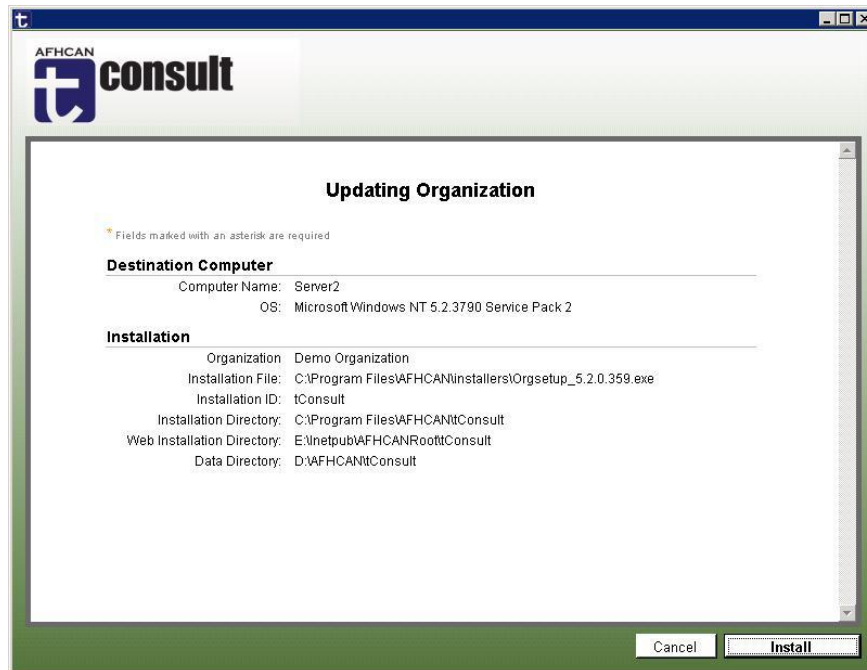 t
AFHCAN
t consult
Updating Organization
* Fields marked with an asterisk are required
Destination Computer
Computer Name: Server2
OS: Microsoft Windows NT 5.2.3790 Service Pack 2
Installation
Organization Demo Organization
Installation File: C:\Program Files\AFHCAN\installers\Orgsetup_5.2.0.359.exe
Installation ID: tConsult
Installation Directory: C:\Program Files\AFHCAN\tConsult
Web Installation Directory: E:\Inetpub\AFHCANRoot\tConsult
Data Directory: D:\AFHCAN\tConsult
Cancel Install